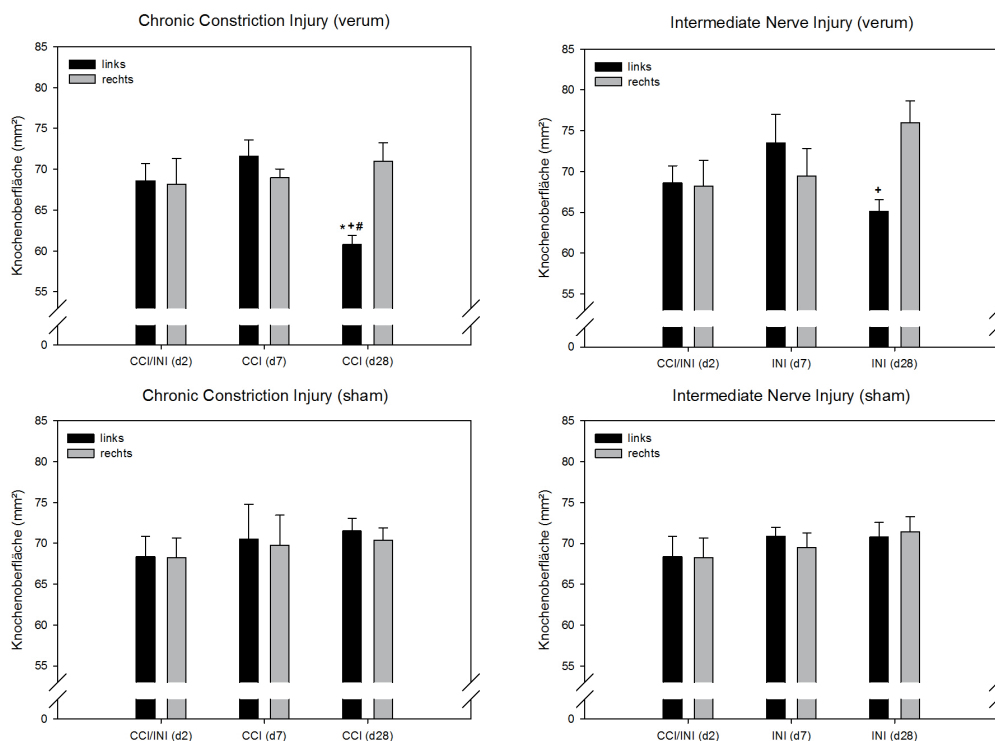 Chronic Constriction Injury (verum)
Knochenoberfläche (mm²)
85
80
75
70
65
60
55
0
links
rechts
*+#
CCI/INI (d2)
CCI (d7)
CCI (d28)
Intermediate Nerve Injury (verum)
Knochenoberfläche (mm²)
85
80
75
70
65
60
55
0
links
rechts
+
CCI/INI (d2)
INI (d7)
INI (d28)
Chronic Constriction Injury (sham)
Knochenoberfläche (mm²)
85
80
75
70
65
60
55
0
links
rechts
CCI/INI (d2)
CCI (d7)
CCI (d28)
Intermediate Nerve Injury (sham)
Knochenoberfläche (mm²)
85
80
75
70
65
60
55
0
links
rechts
CCI/INI (d2)
INI (d7)
INI (d28)